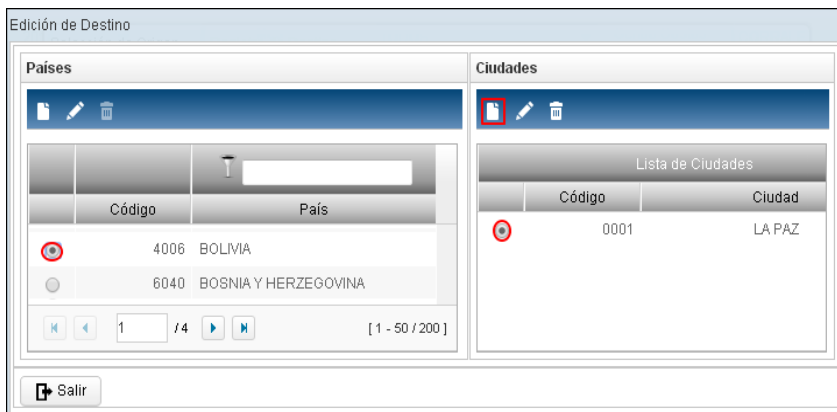 Edición de Destino
Países
Código País
4006 BOLIVIA
6040 BOSNIA Y HERZEGOVINA
1 / 4 [ 1 - 50 / 200 ]
Ciudades
Lista de Ciudades
Código Ciudad
0001 LA PAZ
Salir